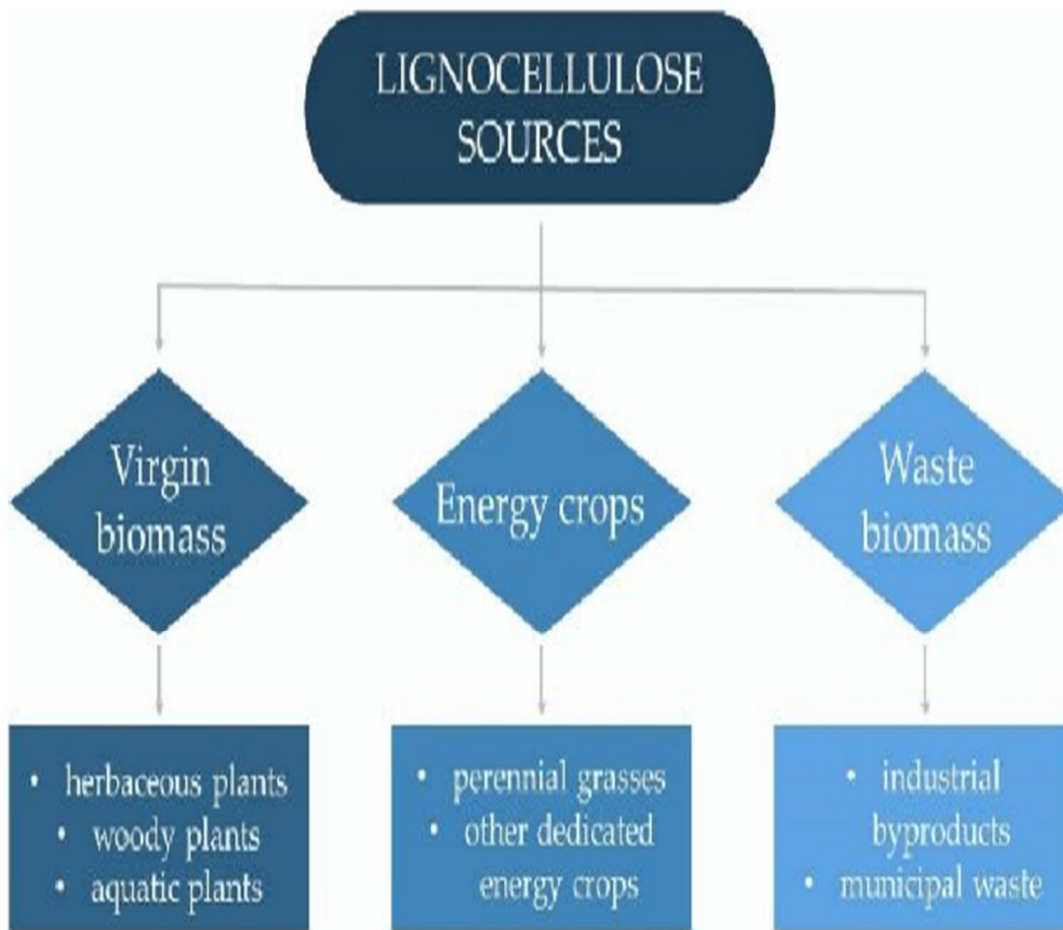 LIGNOCELLULOSE
SOURCES
Virgin
biomass
Energy crops
Waste
biomass
• herbaceous plants
• woody plants
• aquatic plants
• perennial grasses
• other dedicated
energy crops
• industrial
byproducts
• municipal waste